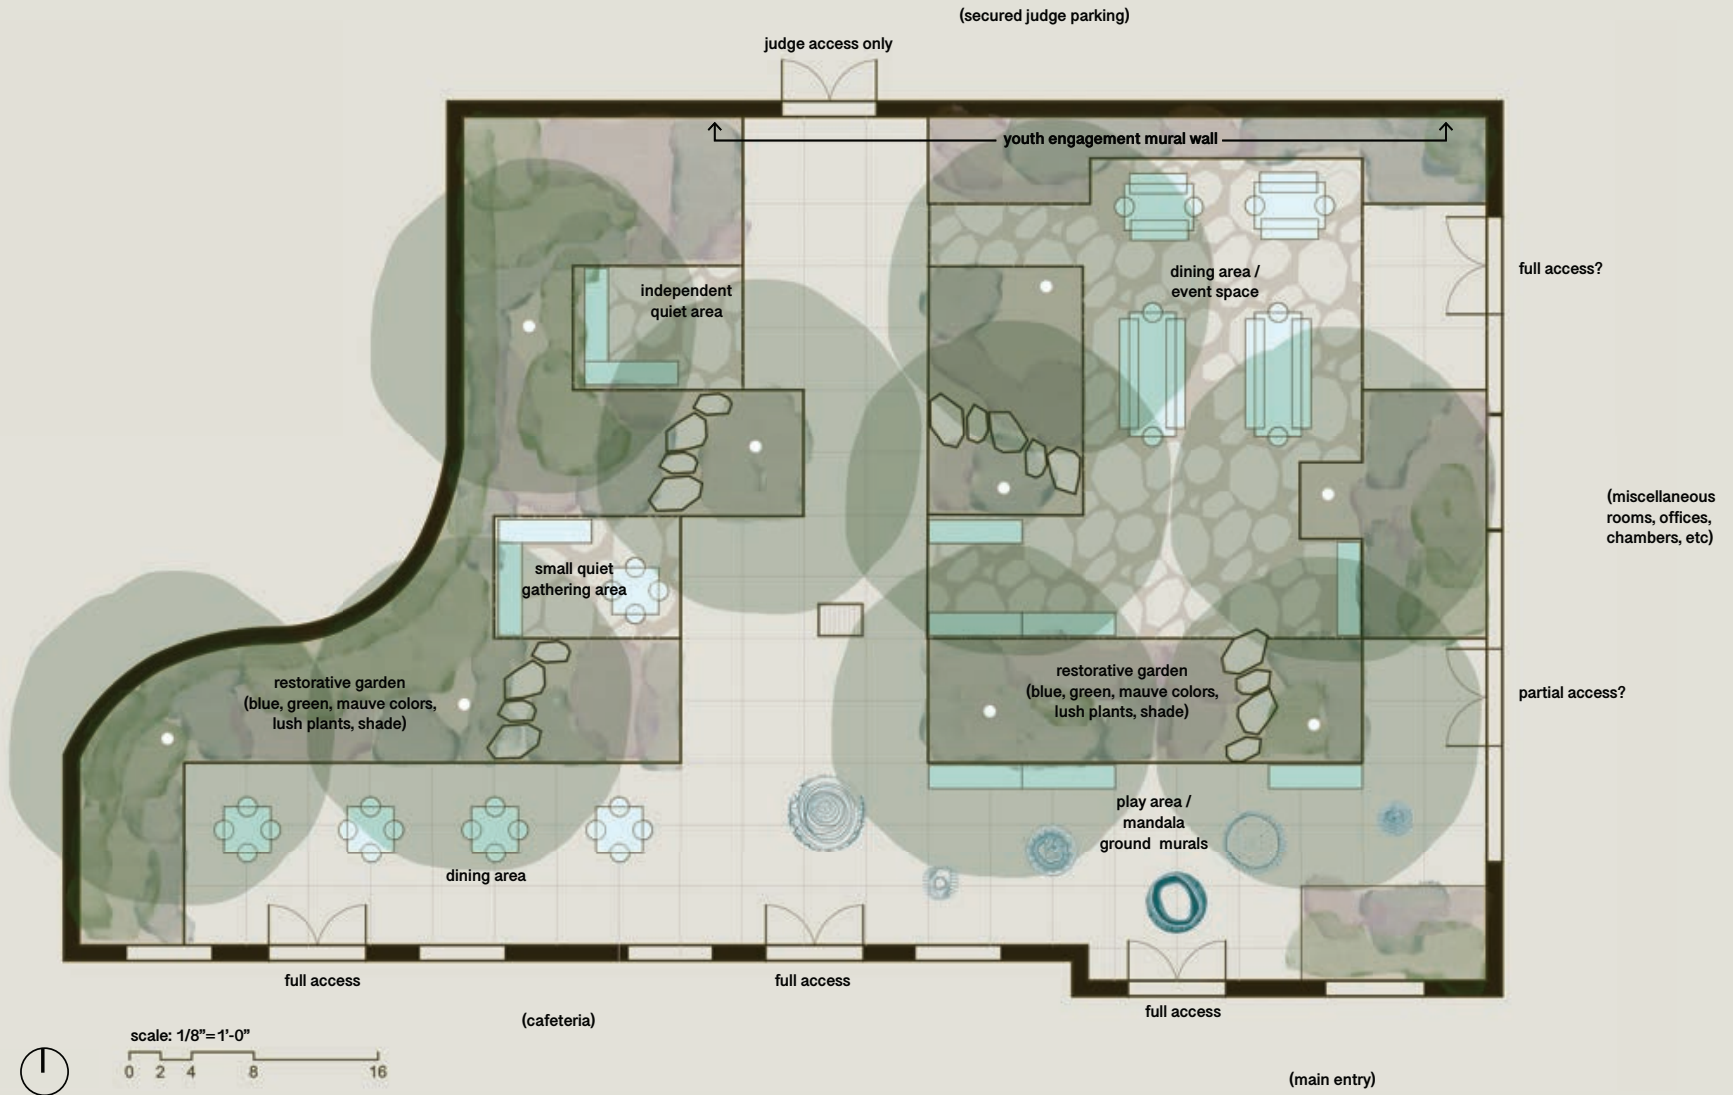 (secured judge parking)
judge access only
youth engagement mural wall
independent
quiet area
dining area /
event space
full access?
(miscellaneous
rooms, offices,
chambers, etc)
small quiet
gathering area
restorative garden
(blue, green, mauve colors,
lush plants, shade)
restorative garden
(blue, green, mauve colors,
lush plants, shade)
partial access?
play area /
mandala
ground murals
dining area
full access
full access
full access
(cafeteria)
scale: 1/8”=1’-0”
0 2 4 8 16
(main entry)